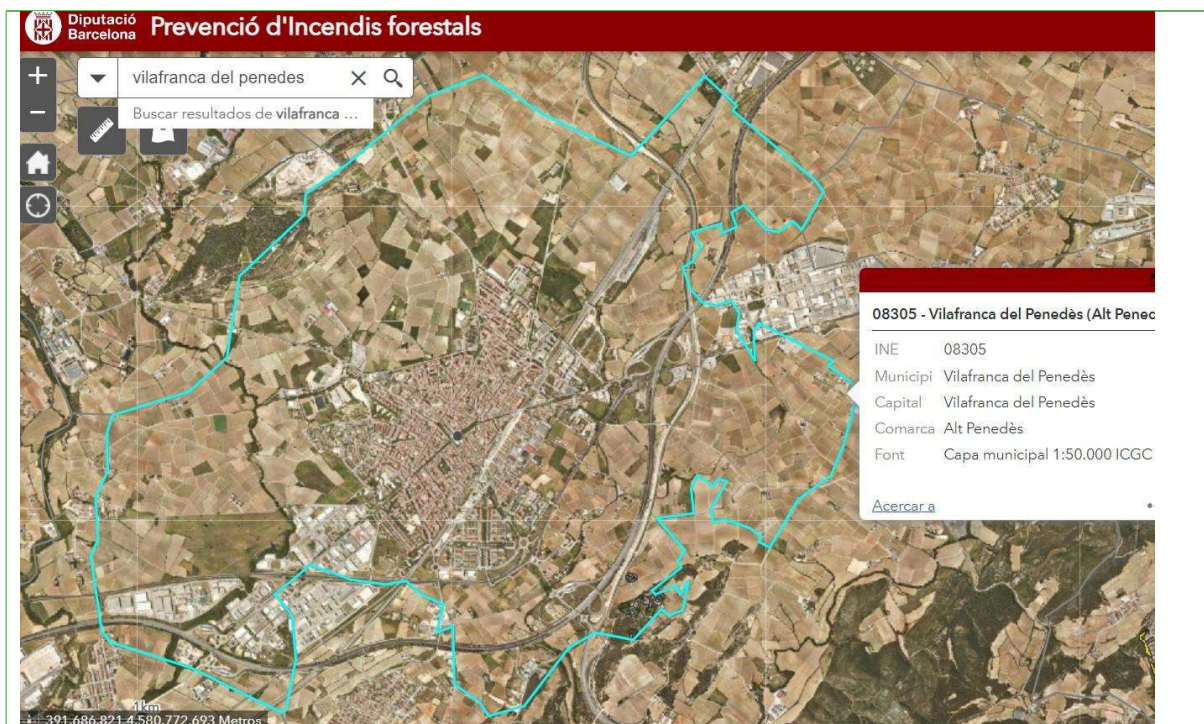 Diputació
Barcelona
Prevenció d'Incendis forestals
+
vilafranca del penedes
−
Buscar resultados de vilafranca ...
08305 - Vilafranca del Penedès (Alt Pened
INE 08305
Municipi Vilafranca del Penedès
Capital Vilafranca del Penedès
Comarca Alt Penedès
Font Capa municipal 1:50.000 ICGC
Acercar a
1km
391.686,821 4.580.772,693 Metros